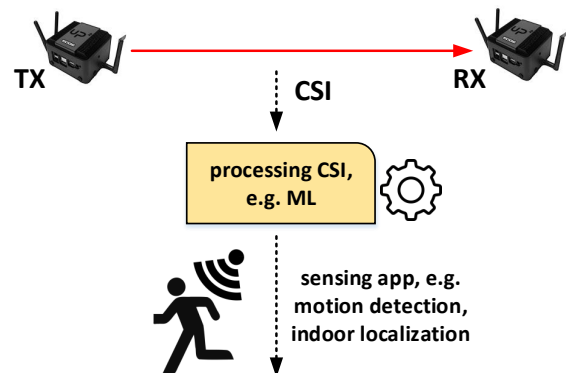 TX
RX
CSI
processing CSI,
e.g. ML
sensing app, e.g.
motion detection,
indoor localization